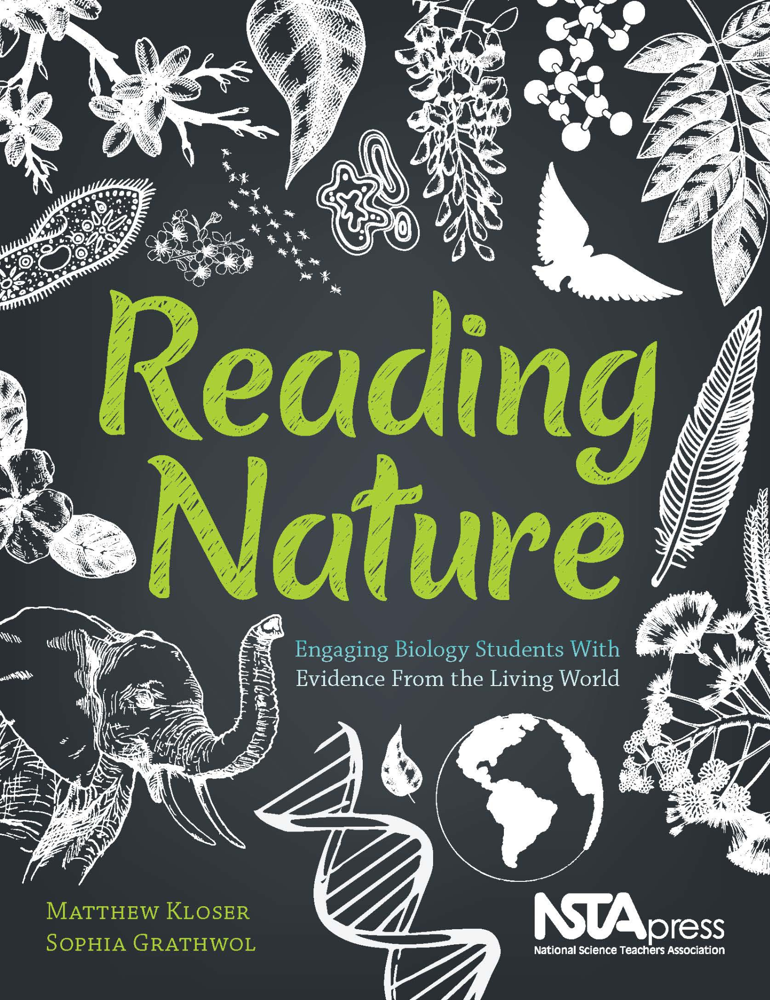 Reading
Nature
Engaging Biology Students With
Evidence From the Living World
Matthew Kloser
Sophia Grathwol
NSTApress
National Science Teachers Association